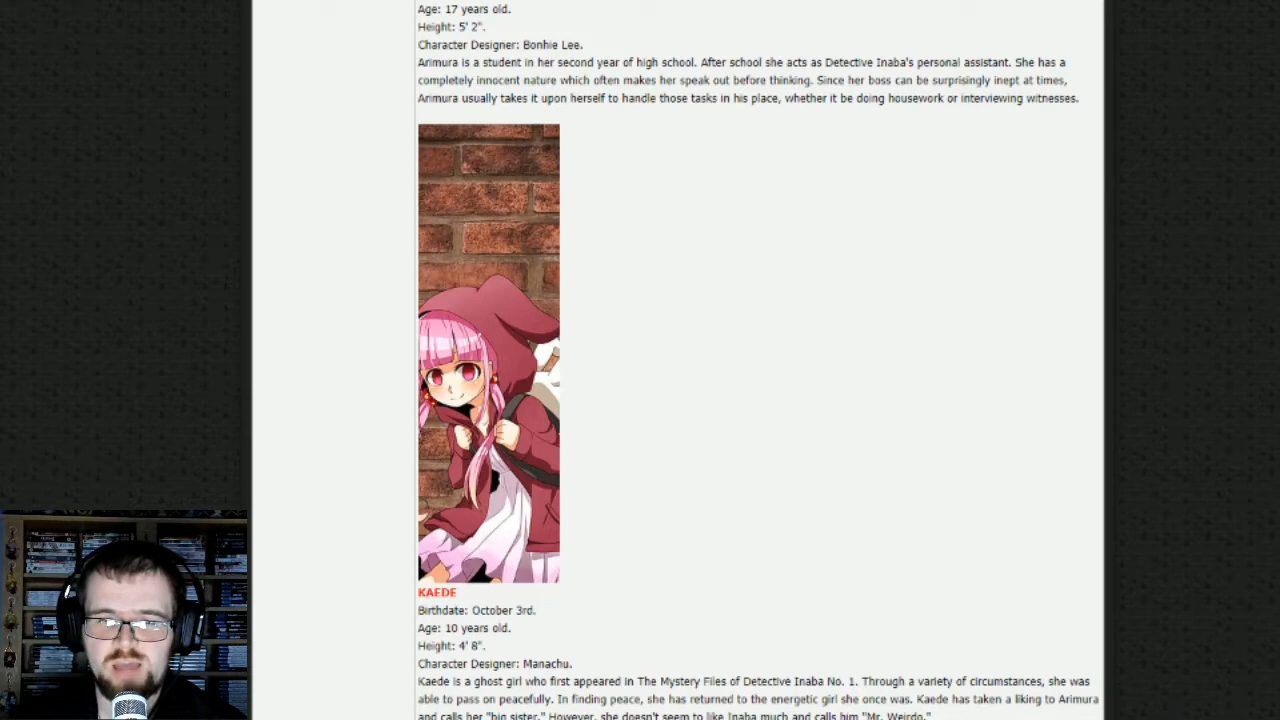 Age: 17 years old.
Height: 5' 2".
Character Designer: Bonhie Lee.
Arimura is a student in her second year of high school. After school she acts as Detective Inaba's personal assistant. She has a
completely innocent nature which often makes her speak out before thinking. Since her boss can be surprisingly inept at times,
Arimura usually takes it upon herself to handle those tasks in his place, whether it be doing housework or interviewing witnesses.
KAEDE
Birthdate: October 3rd.
Age: 10 years old.
Height: 4' 8".
Character Designer: Manachu.
Kaede is a ghost girl who first appeared in The Mystery Files of Detective Inaba No. 1. Through a variety of circumstances, she was
able to pass on peacefully. In finding peace, she has returned to the energetic girl she once was. Kaede has taken a liking to Arimura
and calls her "big sister." However, she doesn't seem to like Inaba much and calls him "Mr. Weirdo."